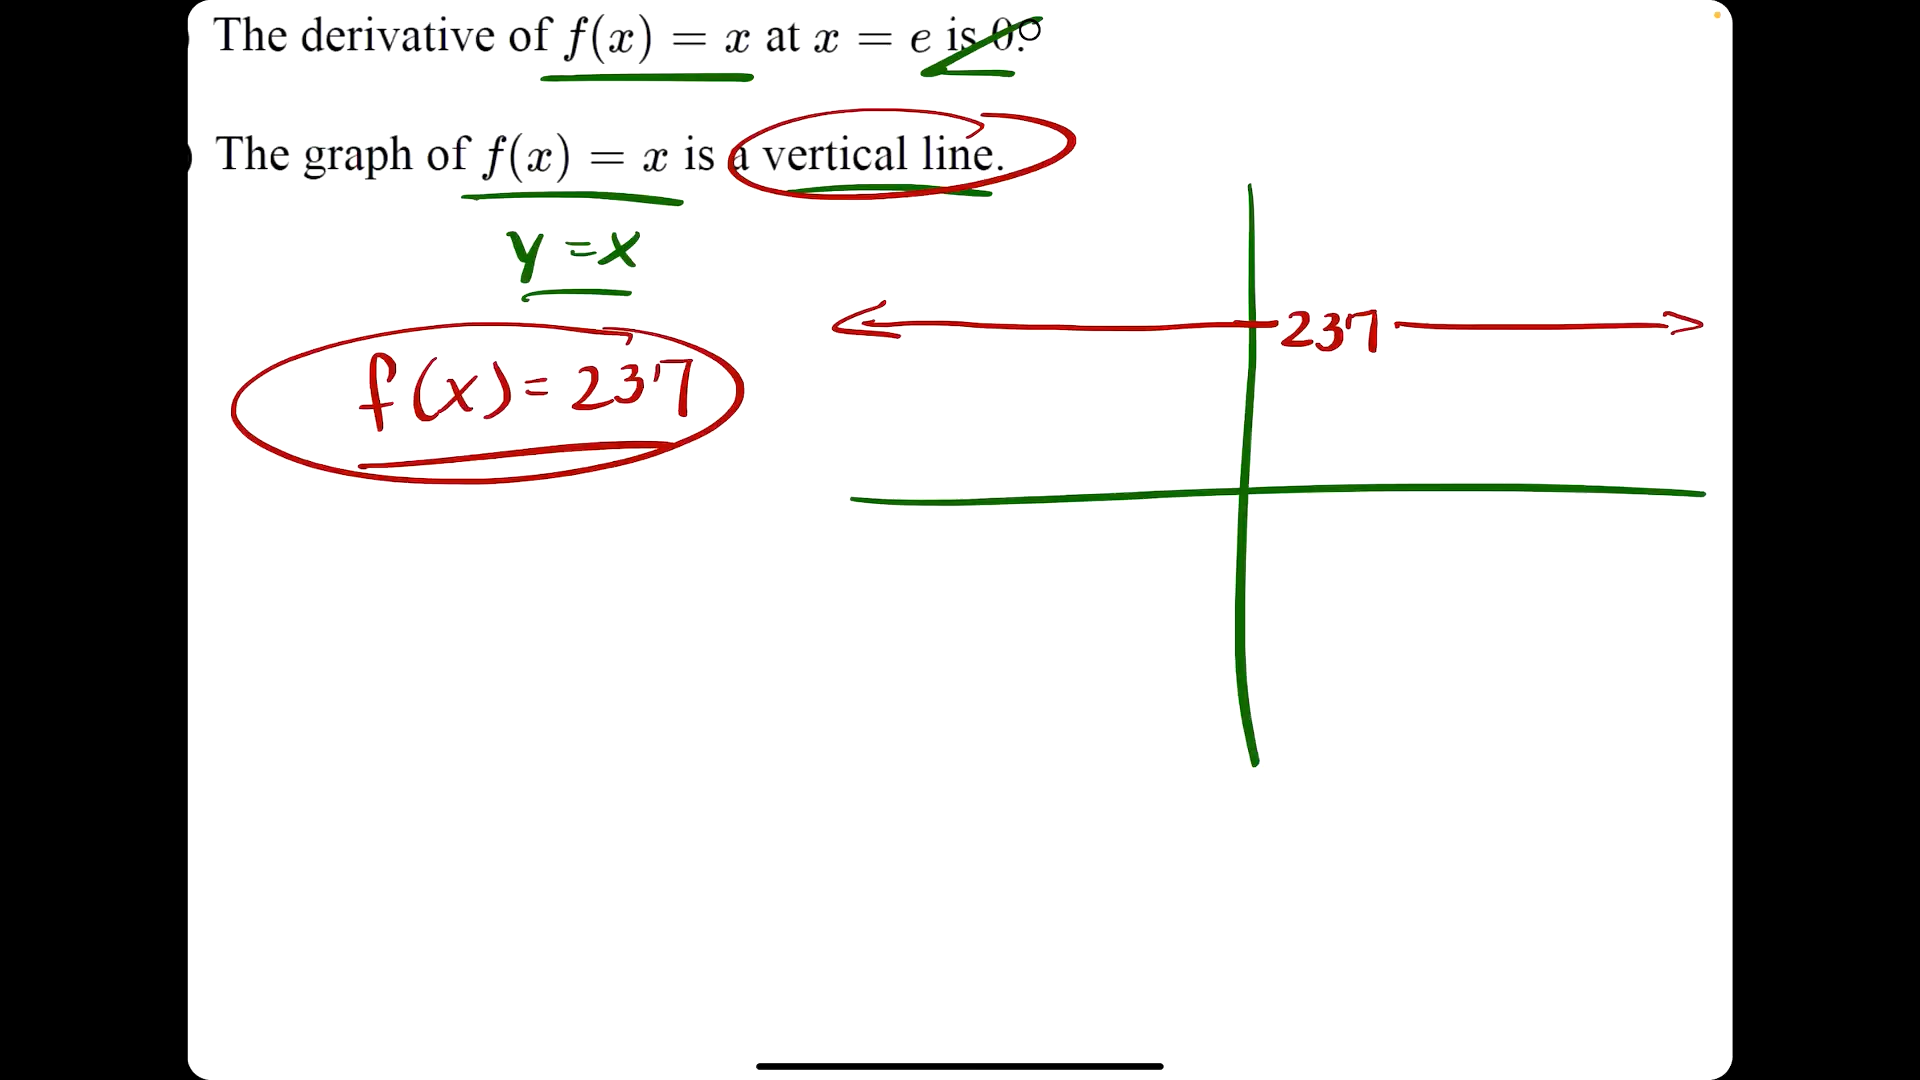 The derivative of f(x) = x at x = e is 0.
The graph of f(x) = x is a vertical line.
y = x
f(x) = 237
237